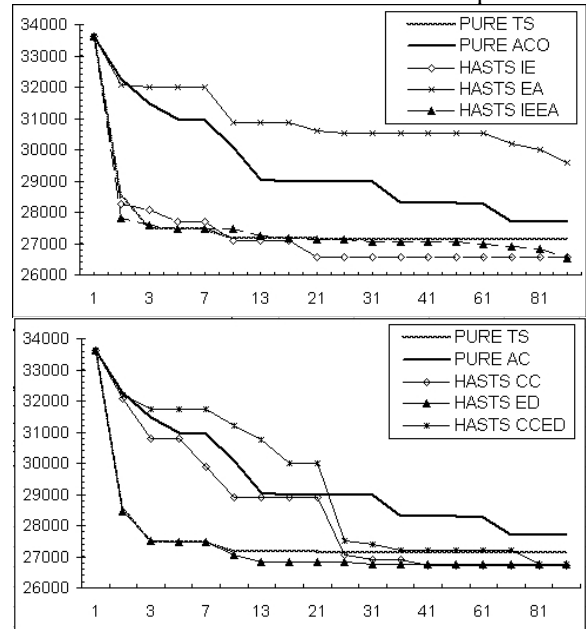 34000
33000
32000
31000
30000
29000
28000
27000
26000
PURE TS
PURE ACO
HASTS IE
HASTS EA
HASTS IEEA
1 3 7 13 21 31 41 61 81
34000
33000
32000
31000
30000
29000
28000
27000
26000
PURE TS
PURE AC
HASTS CC
HASTS ED
HASTS CCED
1 3 7 13 21 31 41 61 81